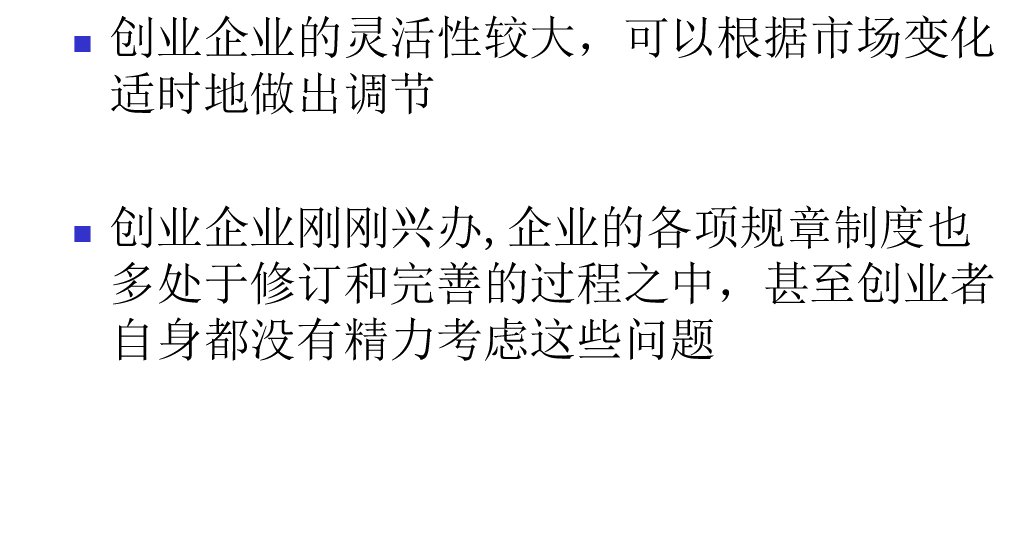 创业企业的灵活性较大，可以根据市场变化
适时地做出调节
创业企业刚刚兴办,企业的各项规章制度也
多处于修订和完善的过程之中，甚至创业者
自身都没有精力考虑这些问题